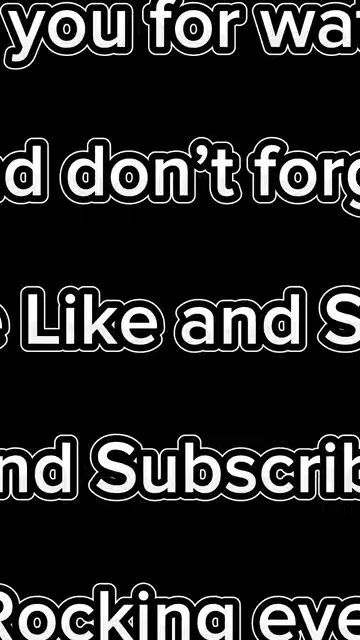 you for wa
d don't forg
e Like and S
nd Subscrib
Rocking eve